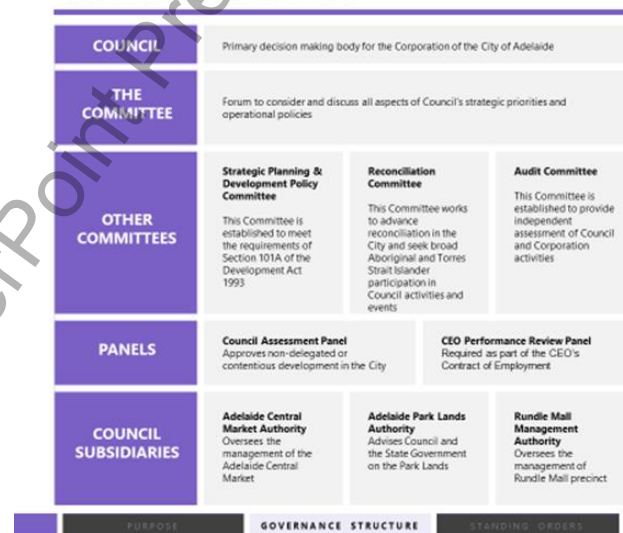 COUNCIL
Primary decision making body for the Corporation of the City of Adelaide
THE
COMMITTEE
Forum to consider and discuss all aspects of Council's strategic priorities and
operational policies
OTHER
COMMITTEES
Strategic Planning &
Development Policy
Committee
This Committee is
established to meet
the requirements of
Section 101A of the
Development Act
1993
Reconciliation
Committee
This Committee works
to advance
reconciliation in the
City and seek broad
Aboriginal and Torres
Strait Islander
participation in
Council activities and
events
Audit Committee
This Committee is
established to provide
independent
assessment of Council
and Corporation
activities
PANELS
Council Assessment Panel
Approves non-delegated or
contentious development in the City
CEO Performance Review Panel
Required as part of the CEO's
Contract of Employment
COUNCIL
SUBSIDIARIES
Adelaide Central
Market Authority
Oversees the
management of the
Adelaide Central
Market
Adelaide Park Lands
Authority
Advises Council and
the State Government
on the Park Lands
Rundle Mall
Management
Authority
Oversees the
management of
Rundle Mall precinct
PURPOSE
GOVERNANCE STRUCTURE
STANDING ORDERS